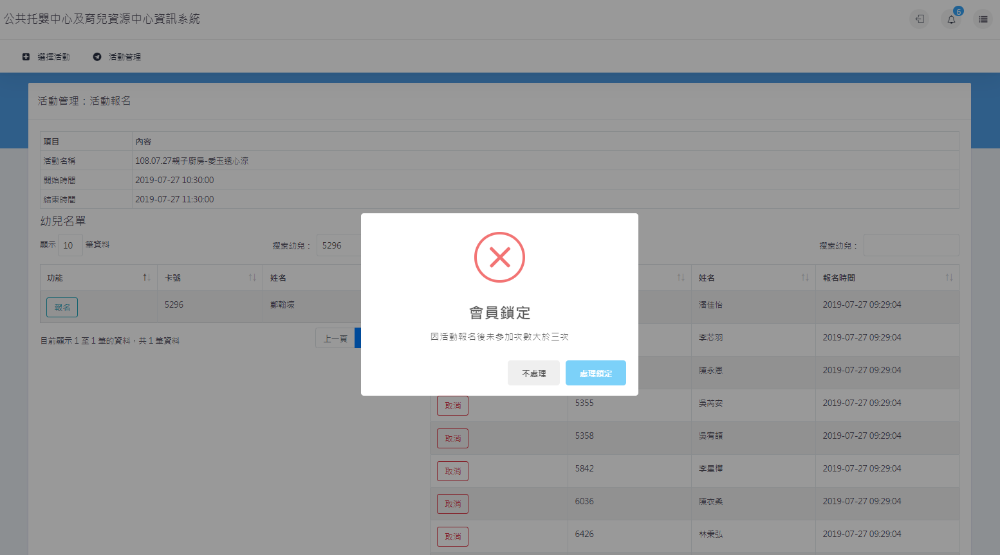 公共托嬰中心及育兒資源中心資訊系統
6
選擇活動 活動管理
活動管理：活動報名
項目 內容
活動名稱 108.07.27親子廚房-愛玉透心涼
開始時間 2019-07-27 10:30:00
結束時間 2019-07-27 11:30:00
幼兒名單
顯示 10 筆資料 搜索幼兒： 5296 搜索幼兒：
功能 卡號 姓名 姓名 報名時間
報名 5296 鄭翰壕 潘佳怡 2019-07-27 09:29:04
李芯羽 2019-07-27 09:29:04
目前顯示 1 至 1 筆的資料，共 1 筆資料 上一頁
會員鎖定
因活動報名後未參加次數大於三次
不處理 處理鎖定
陳永恩 2019-07-27 09:29:04
取消 5355 吳芮安 2019-07-27 09:29:04
取消 5358 吳宥頡 2019-07-27 09:29:04
取消 5842 李星樺 2019-07-27 09:29:04
取消 6036 陳衣柔 2019-07-27 09:29:04
取消 6426 林秉弘 2019-07-27 09:29:04